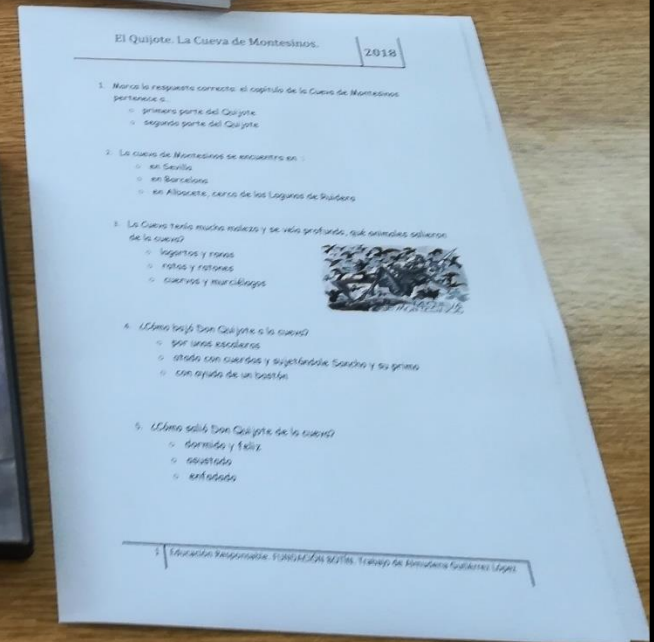 El Quijote. La Cueva de Montesinos.
2018
1. Marca la respuesta correcta: el capítulo de la Cueva de Montesinos
pertenece a...
primera parte del Quijote
segunda parte del Quijote
2. La cueva de Montesinos se encuentra en :
en Sevilla
en Barcelona
en Albacete, cerca de las Lagunas de Ruidera
3. La Cueva tenía mucha maleza y se veía profunda, qué animales salieron
de la cueva?
lagartos y ranas
ratas y ratones
cuervos y murciélagos
4. ¿Cómo bajó Don Quijote a la cueva?
por unas escaleras
atado con cuerdas y sujetándole Sancho y su primo
con ayuda de un bastón
5. ¿Cómo salió Don Quijote de la cueva?
dormido y feliz
asustado
enfadado
1 Educación Responsable. FUNDACIÓN BOTÍN. Trabajo de Almudena Gutiérrez López